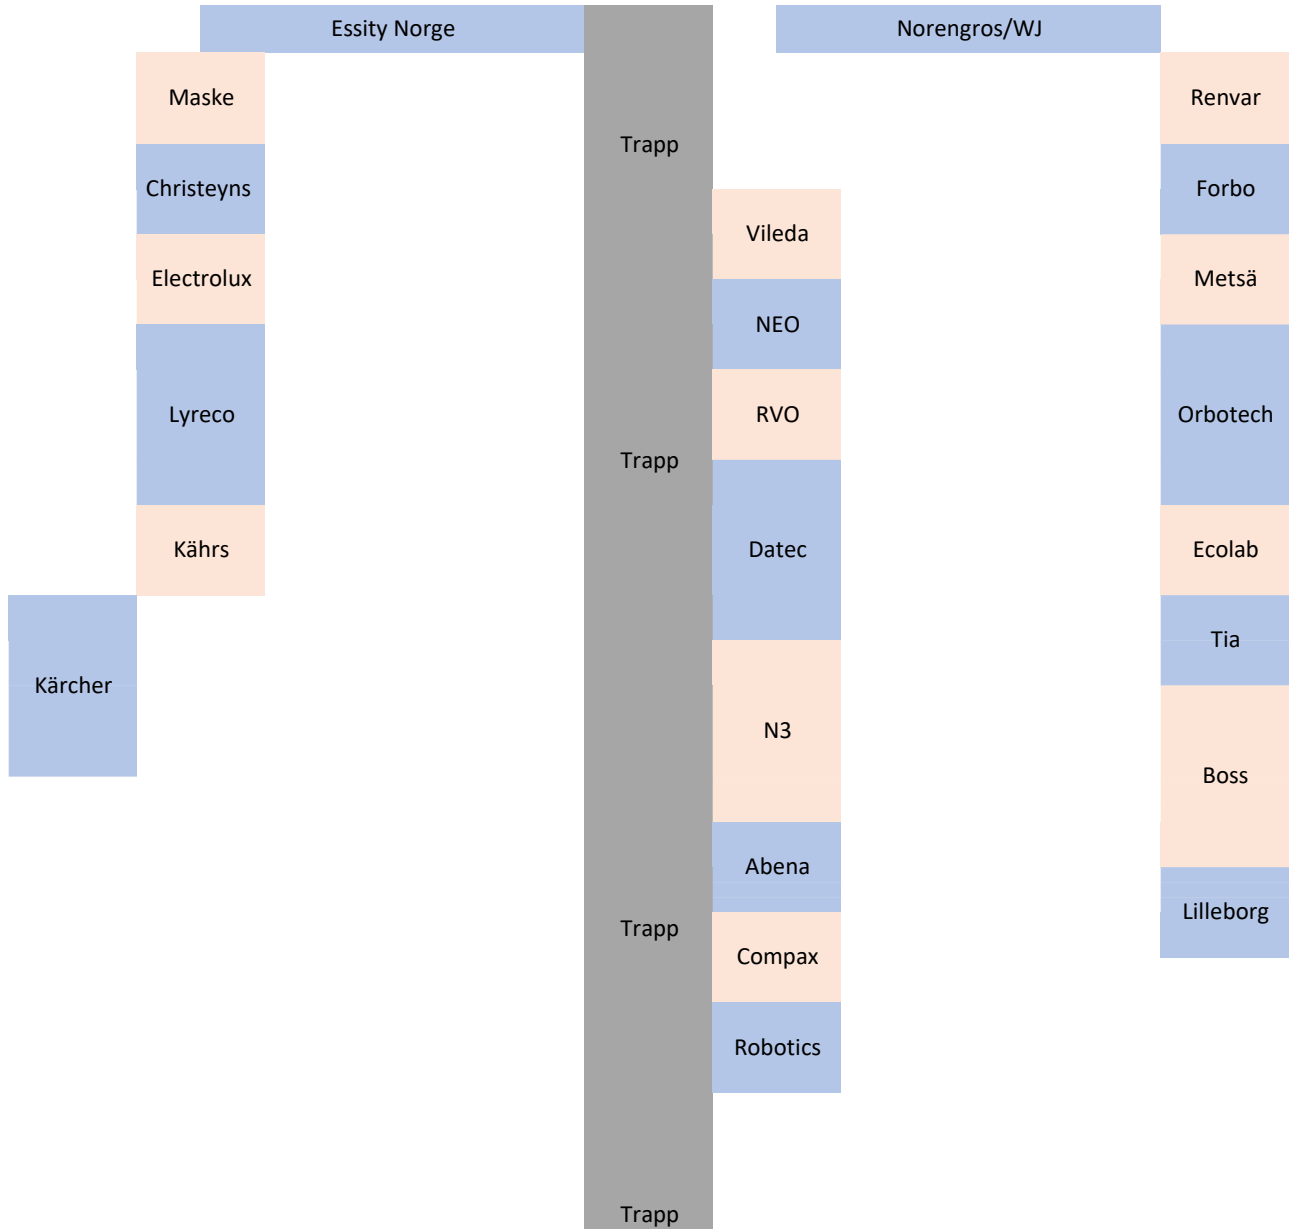 Essity Norge
Norengros/WJ
Maske
Renvar
Trapp
Christeyns
Forbo
Vileda
Electrolux
Metsä
NEO
Lyreco
RVO
Orbotech
Trapp
Kährs
Datec
Ecolab
Tia
Kärcher
N3
Boss
Abena
Lilleborg
Trapp
Compax
Robotics
Trapp